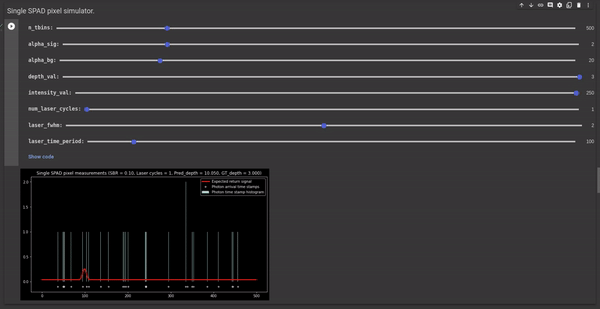 Single SPAD pixel simulator.
n_tbins: 500
alpha_sig: 2
alpha_bg: 20
depth_val: 3
intensity_val: 250
num_laser_cycles: 1
laser_fwhm: 2
laser_time_period: 100
Show code
Single SPAD pixel measurements (SBR = 0.10, Laser cycles = 1, Pred_depth = 10.050, GT_depth = 3.000)
Expected return signal
Photon arrival time stamps
Photon time stamp histogram
2.0
1.5
1.0
0.5
0.0
0 100 200 300 400 500